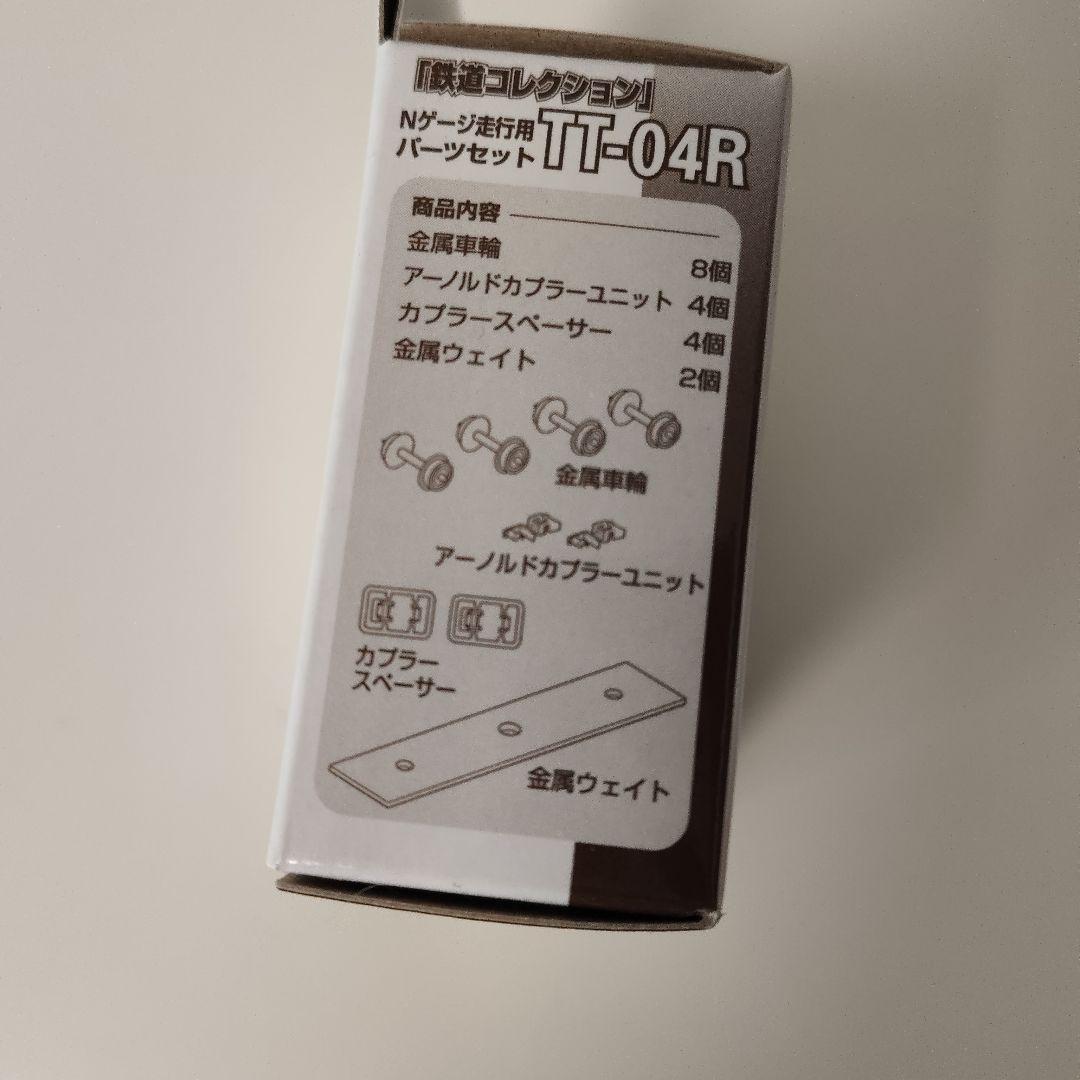 「鉄道コレクション」
Nゲージ走行用
パーツセット
TT-04R
商品内容
金属車輪 8個
アーノルドカプラーユニット 4個
カプラースペーサー 4個
金属ウェイト 2個
金属車輪
アーノルドカプラーユニット
カプラー
スペーサー
金属ウェイト